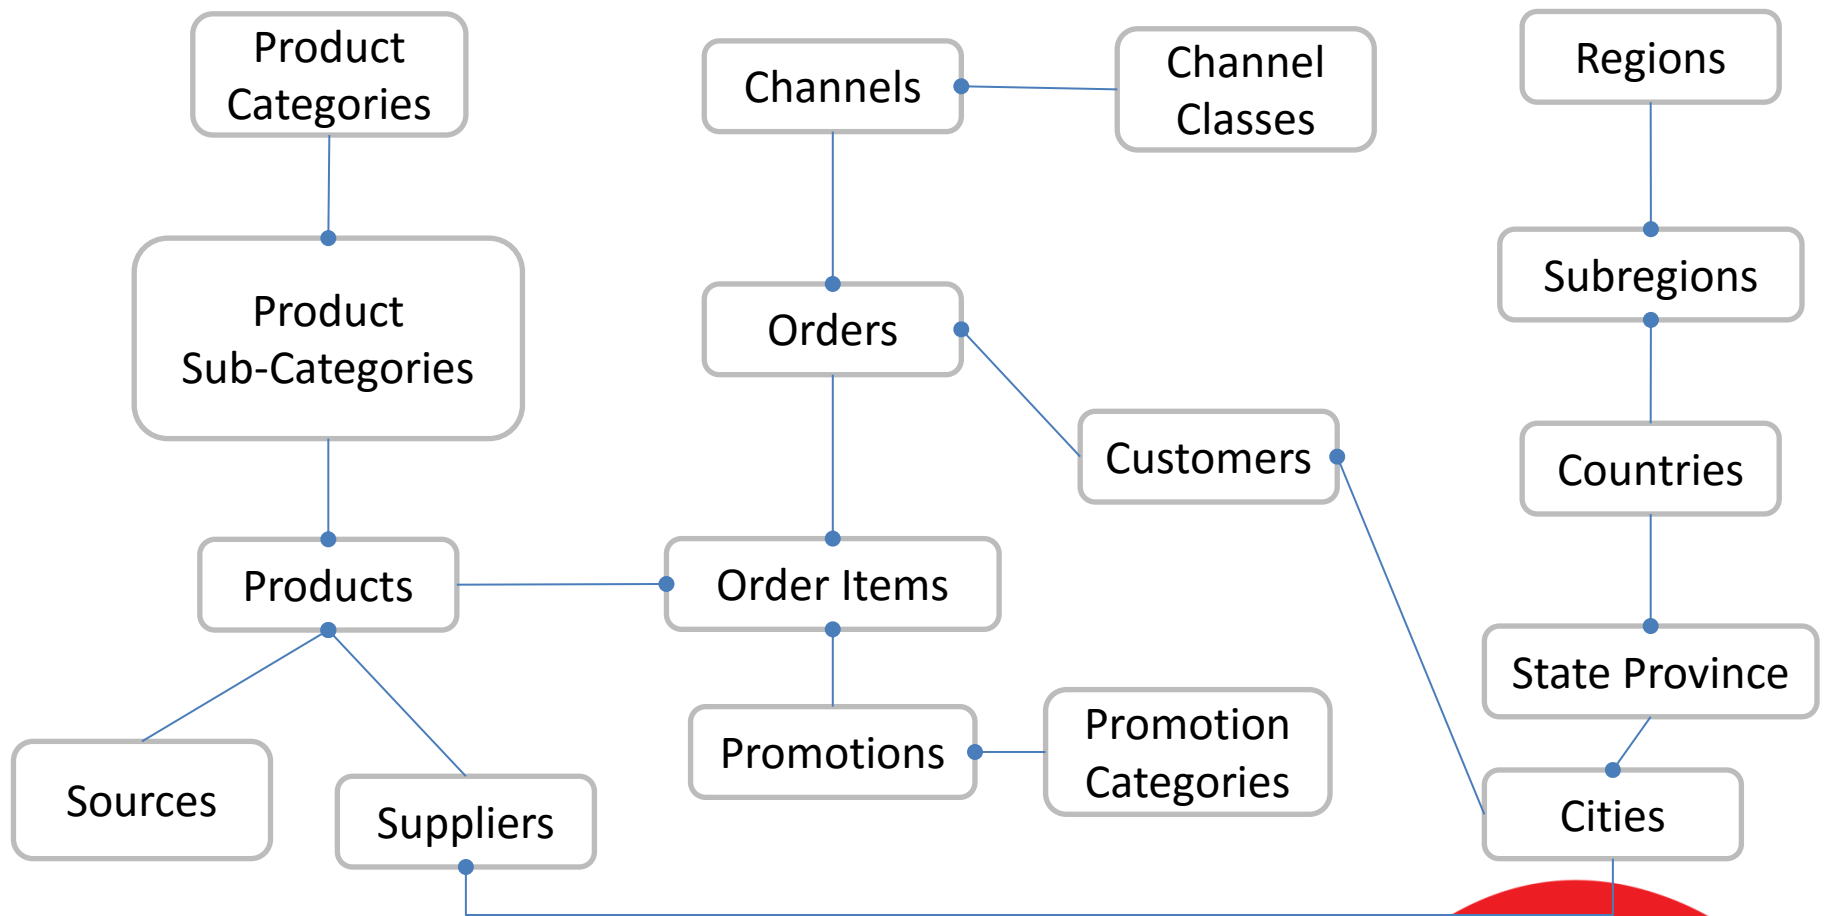 Product
Categories
Channels
Channel
Classes
Regions
Product
Sub-Categories
Orders
Subregions
Customers
Countries
Products
Order Items
State Province
Sources
Suppliers
Promotions
Promotion
Categories
Cities